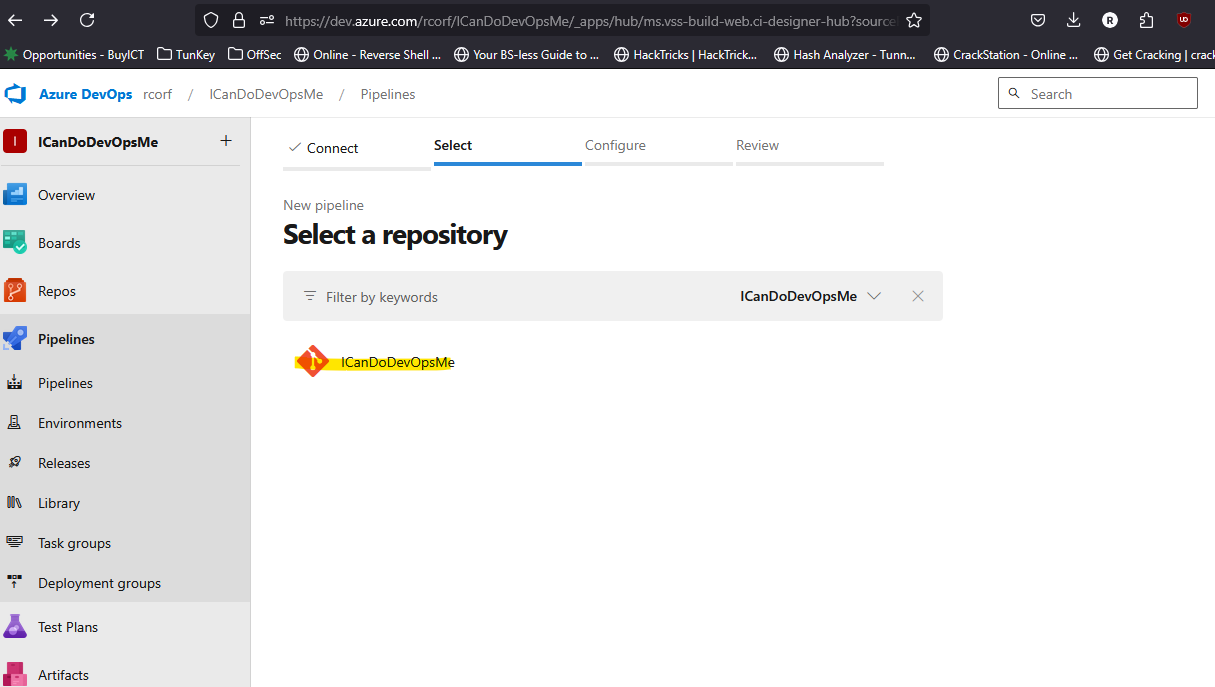 https://dev.azure.com/rcorf/ICanDoDevOpsMe/_apps/hub/ms.vss-build-web.ci-designer-hub?source
R
UD
Opportunities - BuyICT TunKey OffSec Online - Reverse Shell ... Your BS-less Guide to ... HackTricks | HackTrick... Hash Analyzer - Tunn... CrackStation - Online ... Get Cracking | crack
Azure DevOps rcorf / ICanDoDevOpsMe / Pipelines
Search
I ICanDoDevOpsMe +
Connect Select Configure Review
Overview
New pipeline
Select a repository
Boards
Repos
Filter by keywords ICanDoDevOpsMe
Pipelines
ICanDoDevOpsMe
Pipelines
Environments
Releases
Library
Task groups
Deployment groups
Test Plans
Artifacts